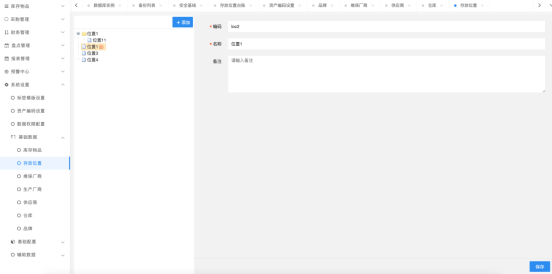 库存物品
采购管理
财务管理
盘点管理
报表管理
预警中心
系统设置
标签模板设置
资产编码设置
数据权限配置
基础数据
库存物品
存放位置
维保厂商
生产厂商
供应商
仓库
品牌
基础配置
辅助数据
数据库示例
备份列表
安全基线
存放位置出版
资产编码设置
品牌
维保厂商
供应商
仓库
存放位置
+ 添加
位置1
位置11
位置1
位置3
位置4
* 编码
loc2
* 名称
位置1
备注
请输入备注
保存